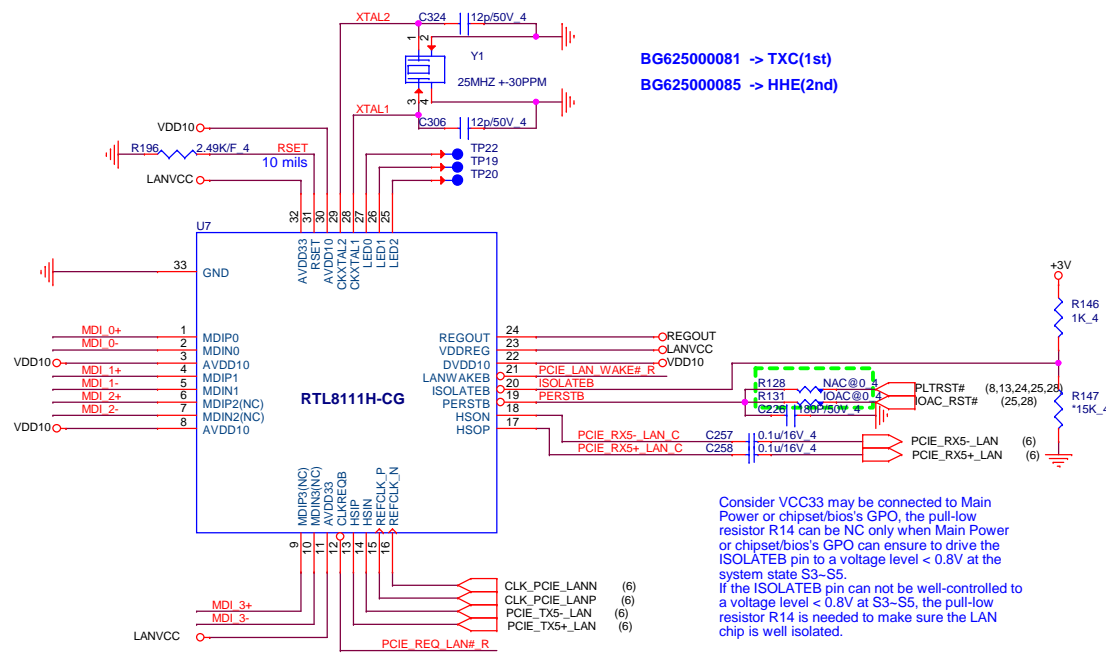 XTAL2
C324
12p/50V_4
1
2
Y1
25MHZ +-30PPM
3
4
XTAL1
C306
12p/50V_4
BG625000081 -> TXC(1st)
BG625000085 -> HHE(2nd)
VDD10
R196
2.49K/F_4
RSET
10 mils
LANVCC
TP22
TP19
TP20
U7
32
31
30
29
28
27
26
25
AVDD33
RSET
AVDD10
CKXTAL2
CKXTAL1
LED0
LED1
LED2
33
GND
RTL8111H-CG
MDI_0+
1
MDIP0
MDI_0-
2
MDIN0
VDD10
3
AVDD10
MDI_1+
4
MDIP1
MDI_1-
5
MDIN1
MDI_2+
6
MDIP2(NC)
MDI_2-
7
MDIN2(NC)
VDD10
8
AVDD10
REGOUT
24
REGOUT
VDDREG
23
LANVCC
DVDD10
22
VDD10
LANWAKEB
21
PCIE_LAN_WAKE#_R
ISOLATEB
20
ISOLATEB
PERSTB
19
PERSTB
HSON
18
HSOP
17
R128
NAC@0_4
PLTRST#
(8,13,24,25,28)
R131
IOAC@0_4
IOAC_RST#
(25,28)
C226
180P/50V_4
+3V
R146
1K_4
R147
*15K_4
PCIE_RX5-_LAN_C
C257
0.1u/16V_4
PCIE_RX5-_LAN
(6)
PCIE_RX5+_LAN_C
C258
0.1u/16V_4
PCIE_RX5+_LAN
(6)
MDIP3(NC)
MDIN3(NC)
AVDD33
CLKREQB
HSIP
HSIN
REFCLK_P
REFCLK_N
9
10
11
12
13
14
15
16
CLK_PCIE_LANN
(6)
CLK_PCIE_LANP
(6)
PCIE_TX5-_LAN
(6)
PCIE_TX5+_LAN
(6)
MDI_3+
MDI_3-
LANVCC
PCIE_REQ_LAN#_R
Consider VCC33 may be connected to Main
Power or chipset/bios's GPO, the pull-low
resistor R14 can be NC only when Main Power
or chipset/bios's GPO can ensure to drive the
ISOLATEB pin to a voltage level < 0.8V at the
system state S3~S5.
If the ISOLATEB pin can not be well-controlled to
a voltage level < 0.8V at S3~S5, the pull-low
resistor R14 is needed to make sure the LAN
chip is well isolated.